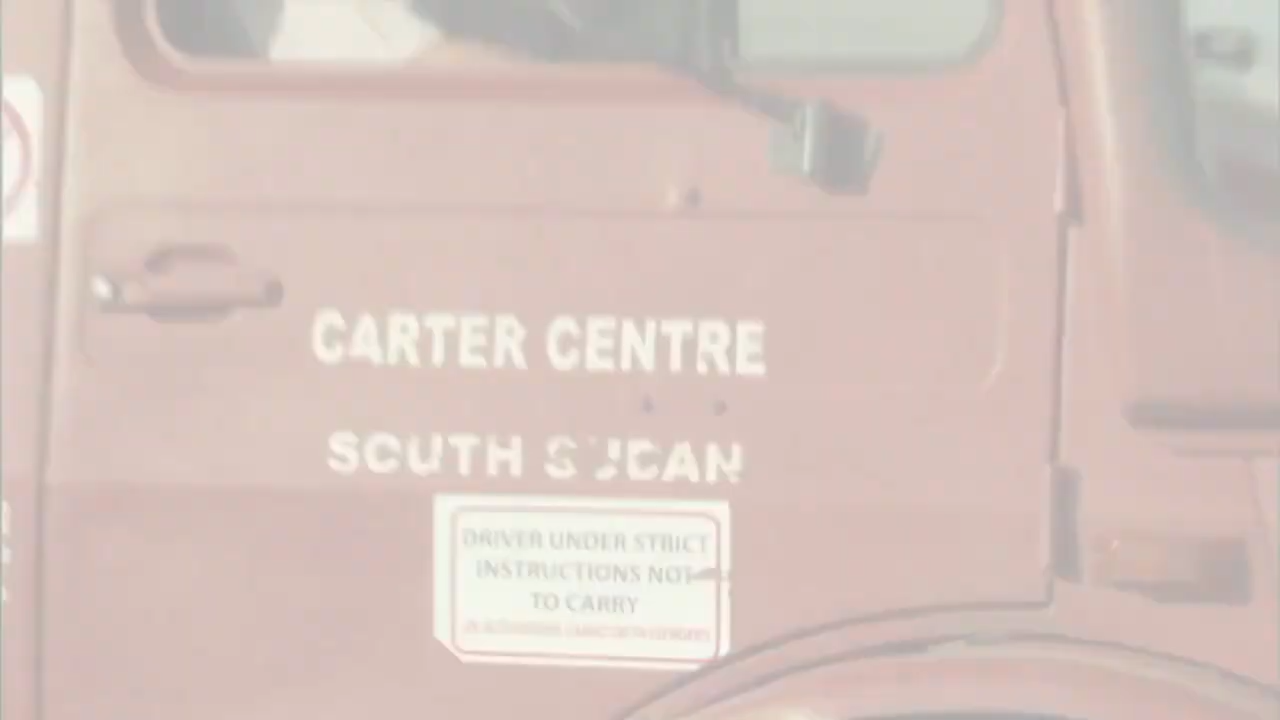 CARTER CENTRE
SOUTH SUDAN
DRIVER UNDER STRICT
INSTRUCTIONS NOT
TO CARRY